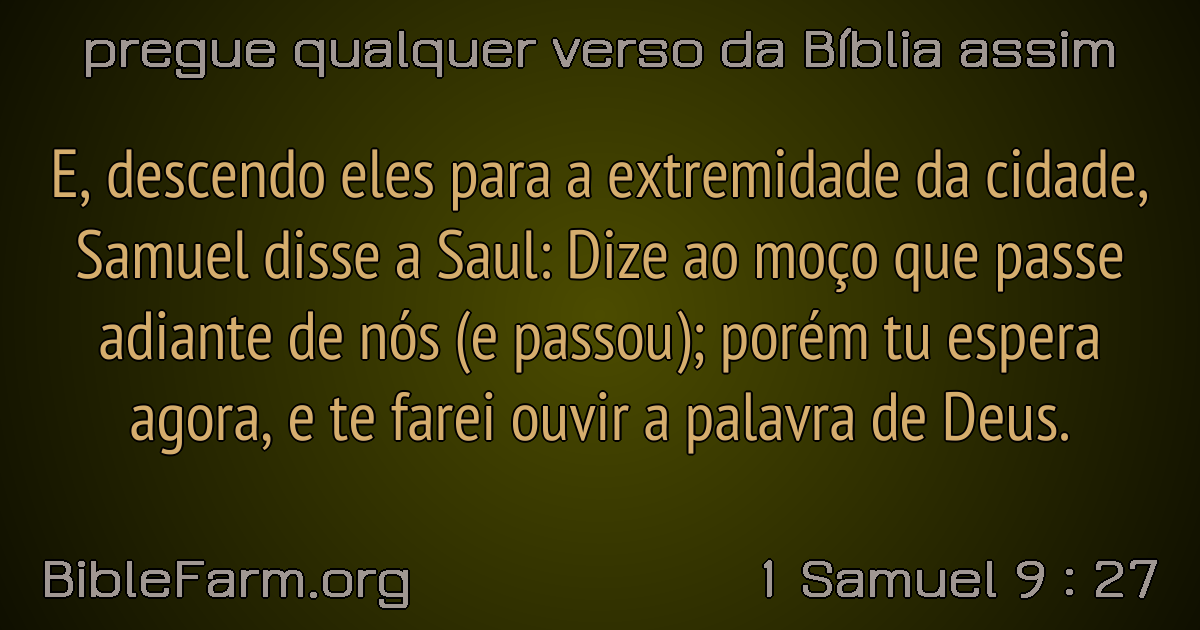 pregue qualquer verso da Bíblia assim
E, descendo eles para a extremidade da cidade,
Samuel disse a Saul: Dize ao moço que passe
adiante de nós (e passou); porém tu espera
agora, e te farei ouvir a palavra de Deus.
BibleFarm.org
1 Samuel 9 : 27